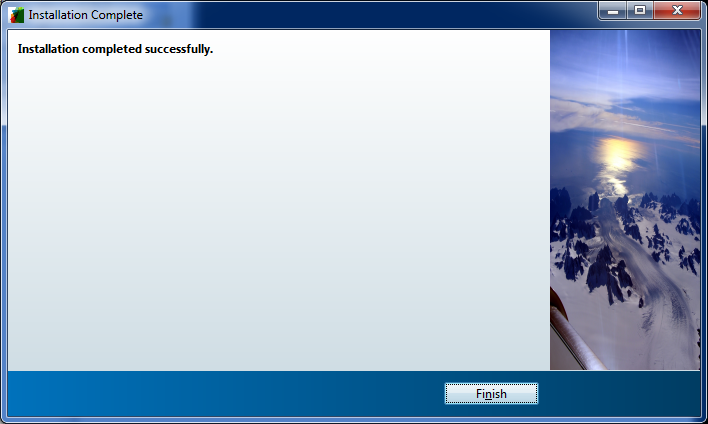 Installation Complete
Installation completed successfully.
Finish